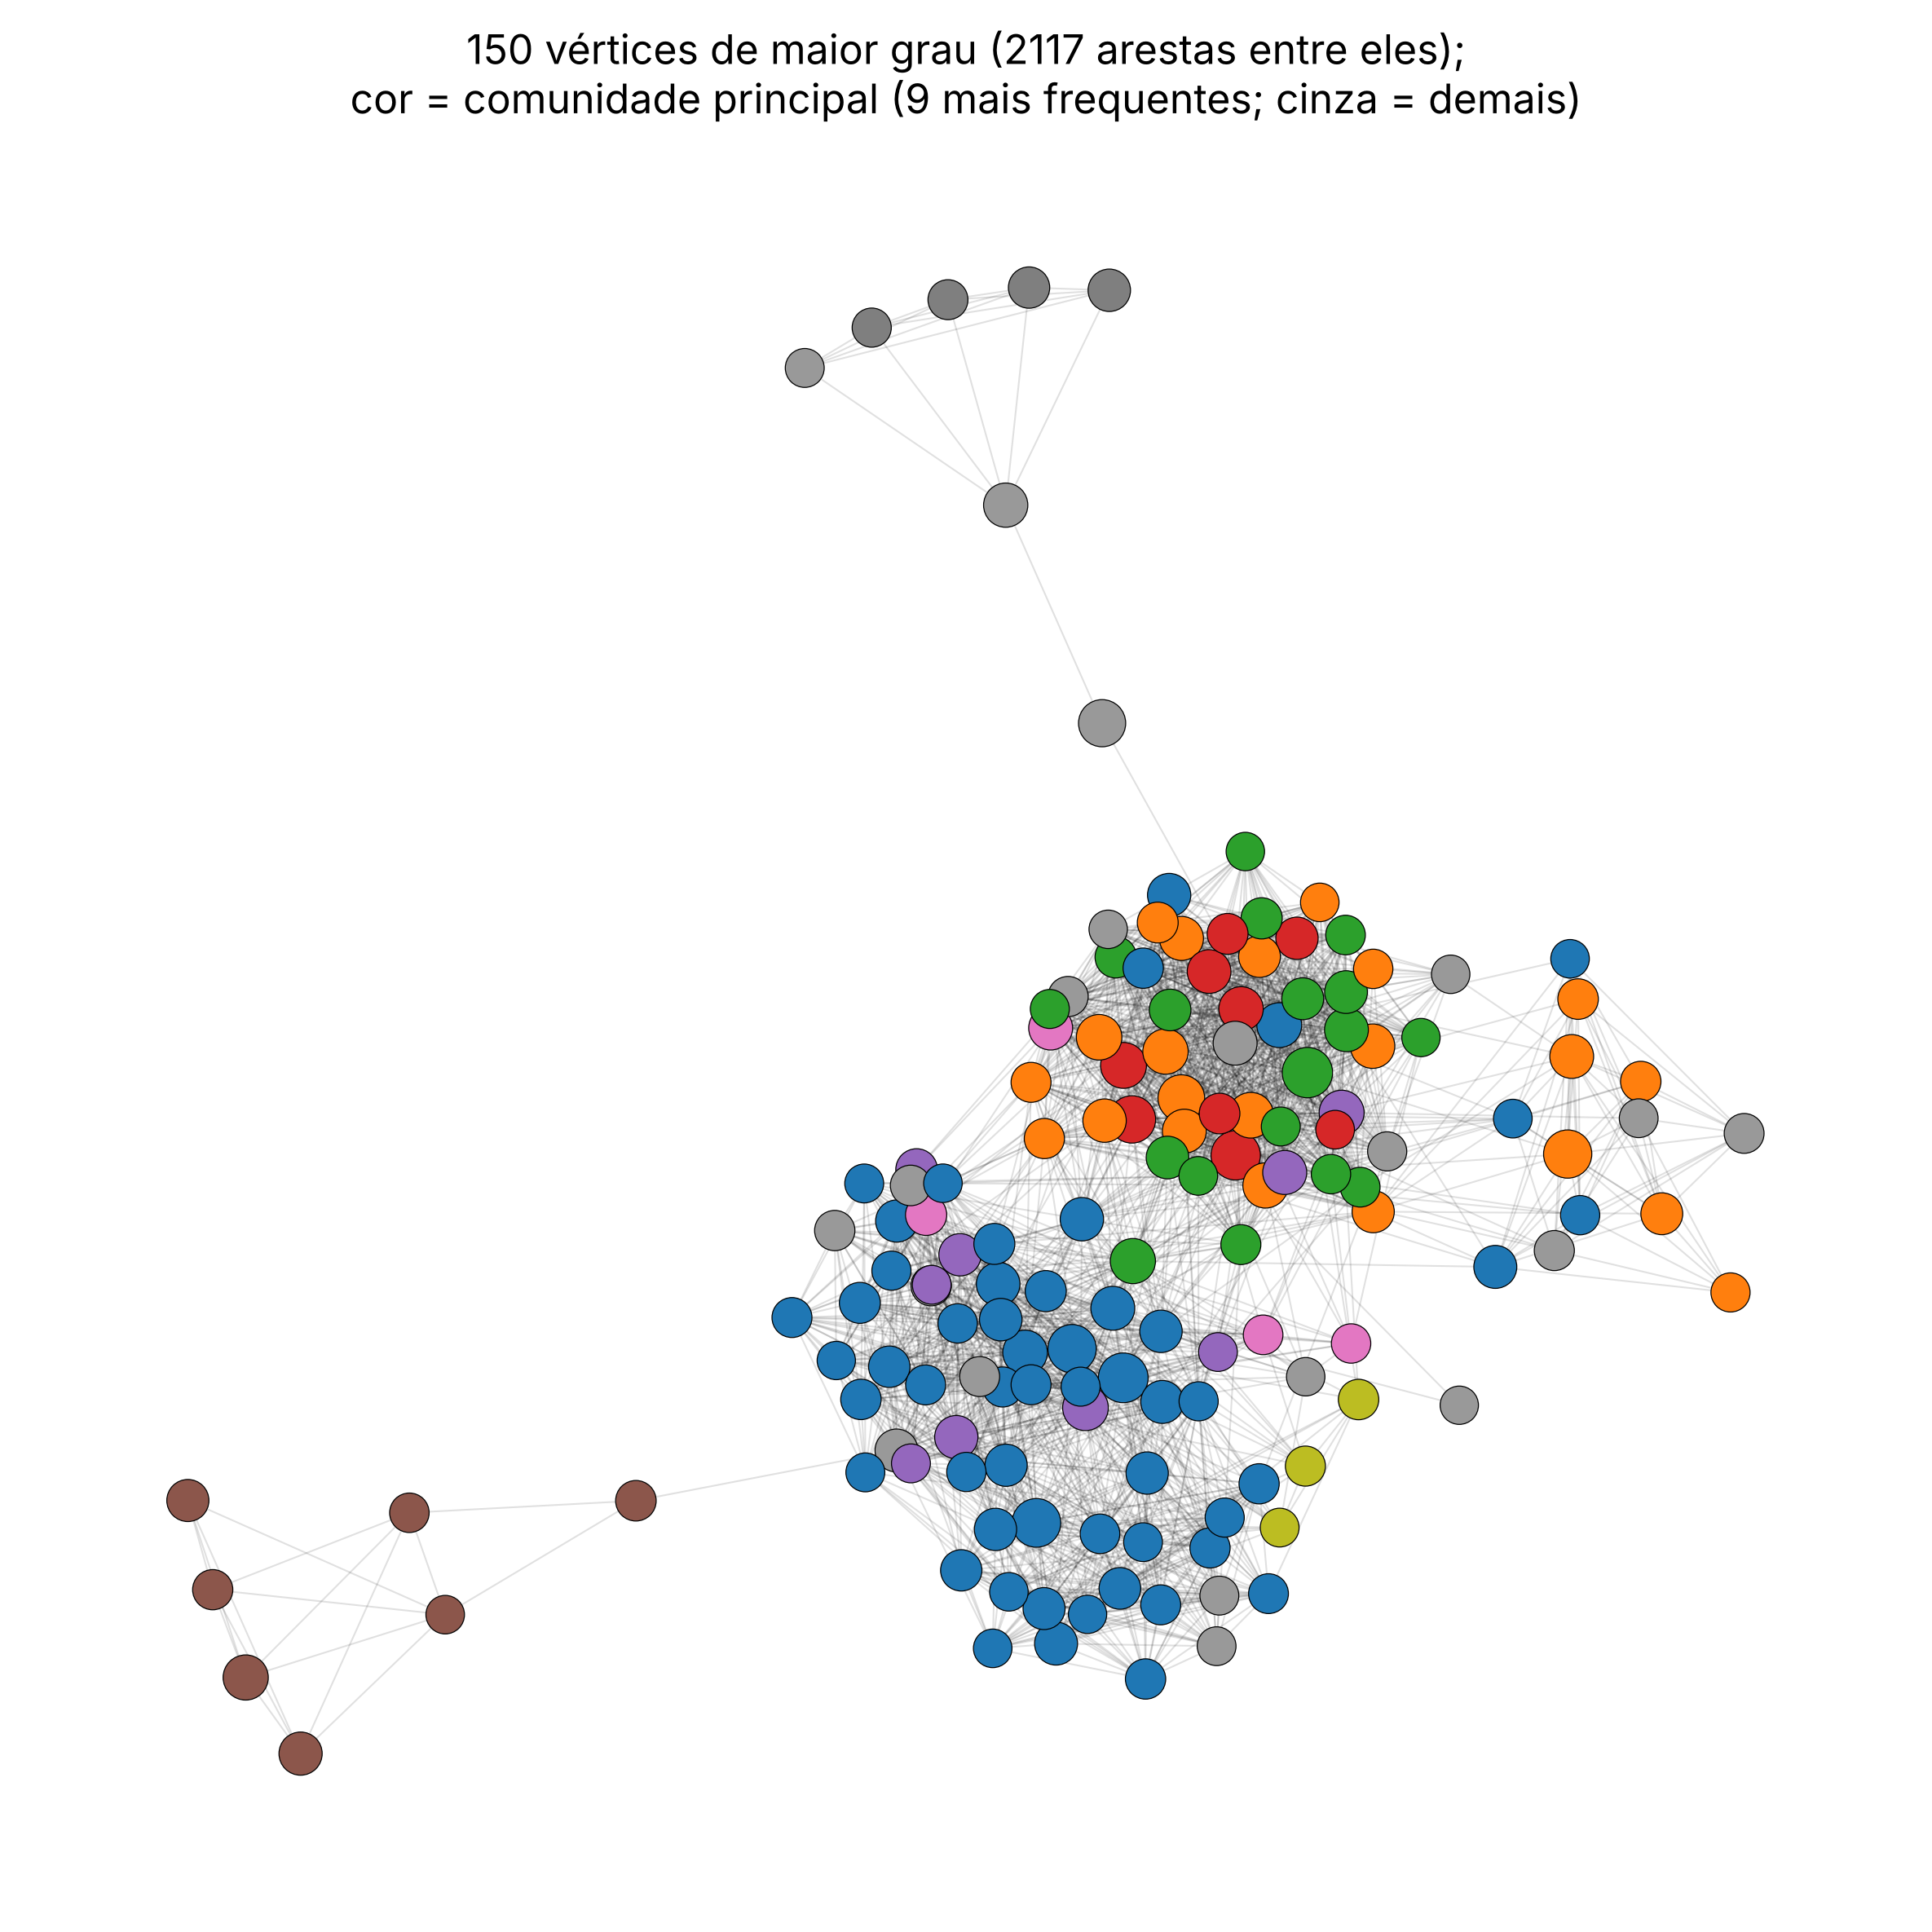 150 vértices de maior grau (2117 arestas entre eles);
cor = comunidade principal (9 mais frequentes; cinza = demais)